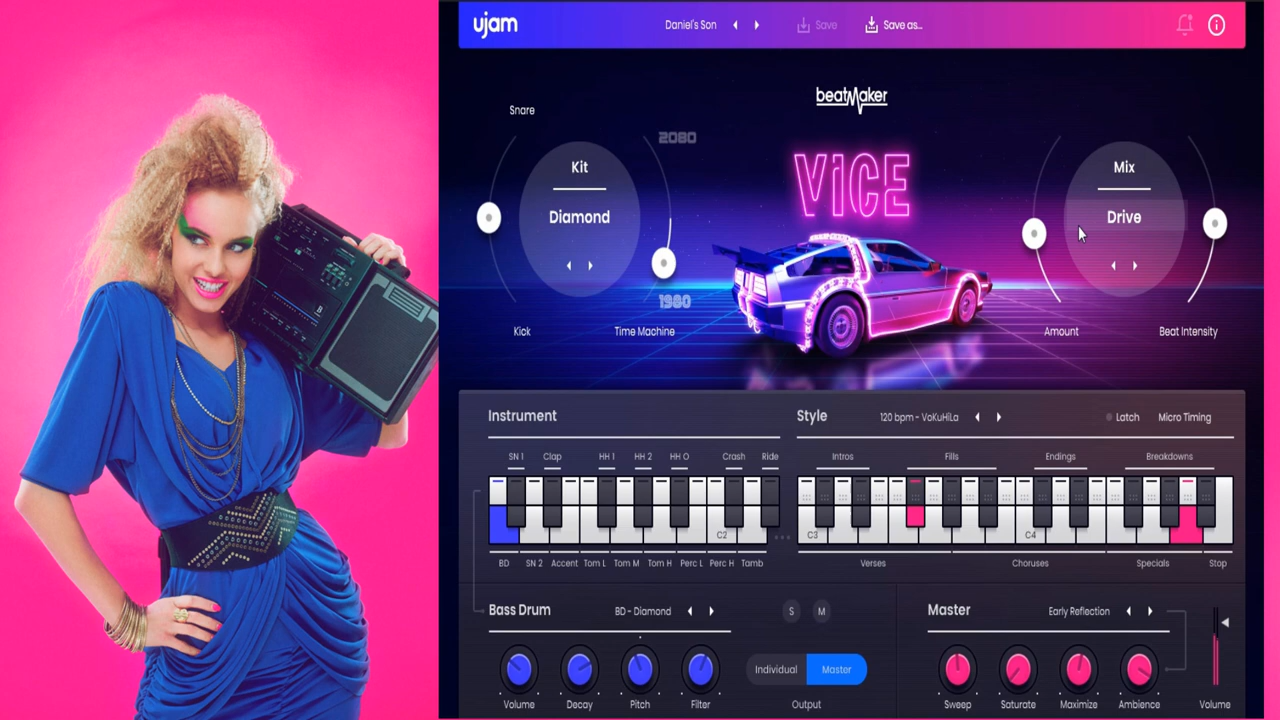 ujam
Daniel's Son
Save
Save as...
beatMaker
Snare
2080
Kit
Diamond
VICE
Mix
Drive
1980
Kick
Time Machine
Amount
Beat Intensity
Instrument
Style
120 bpm - VoKuHiLa
Latch
Micro Timing
SN 1 Clap HH 1 HH 2 HH O Crash Ride
Intros Fills Endings Breakdowns
C2
C3
C4
BD SN 2 Accent Tom L Tom M Tom H Perc L Perc H Tamb
Verses Choruses Specials Stop
Bass Drum
BD - Diamond
S M
Master
Early Reflection
Individual Master
Volume Decay Pitch Filter
Output
Sweep Saturate Maximize Ambience
Volume